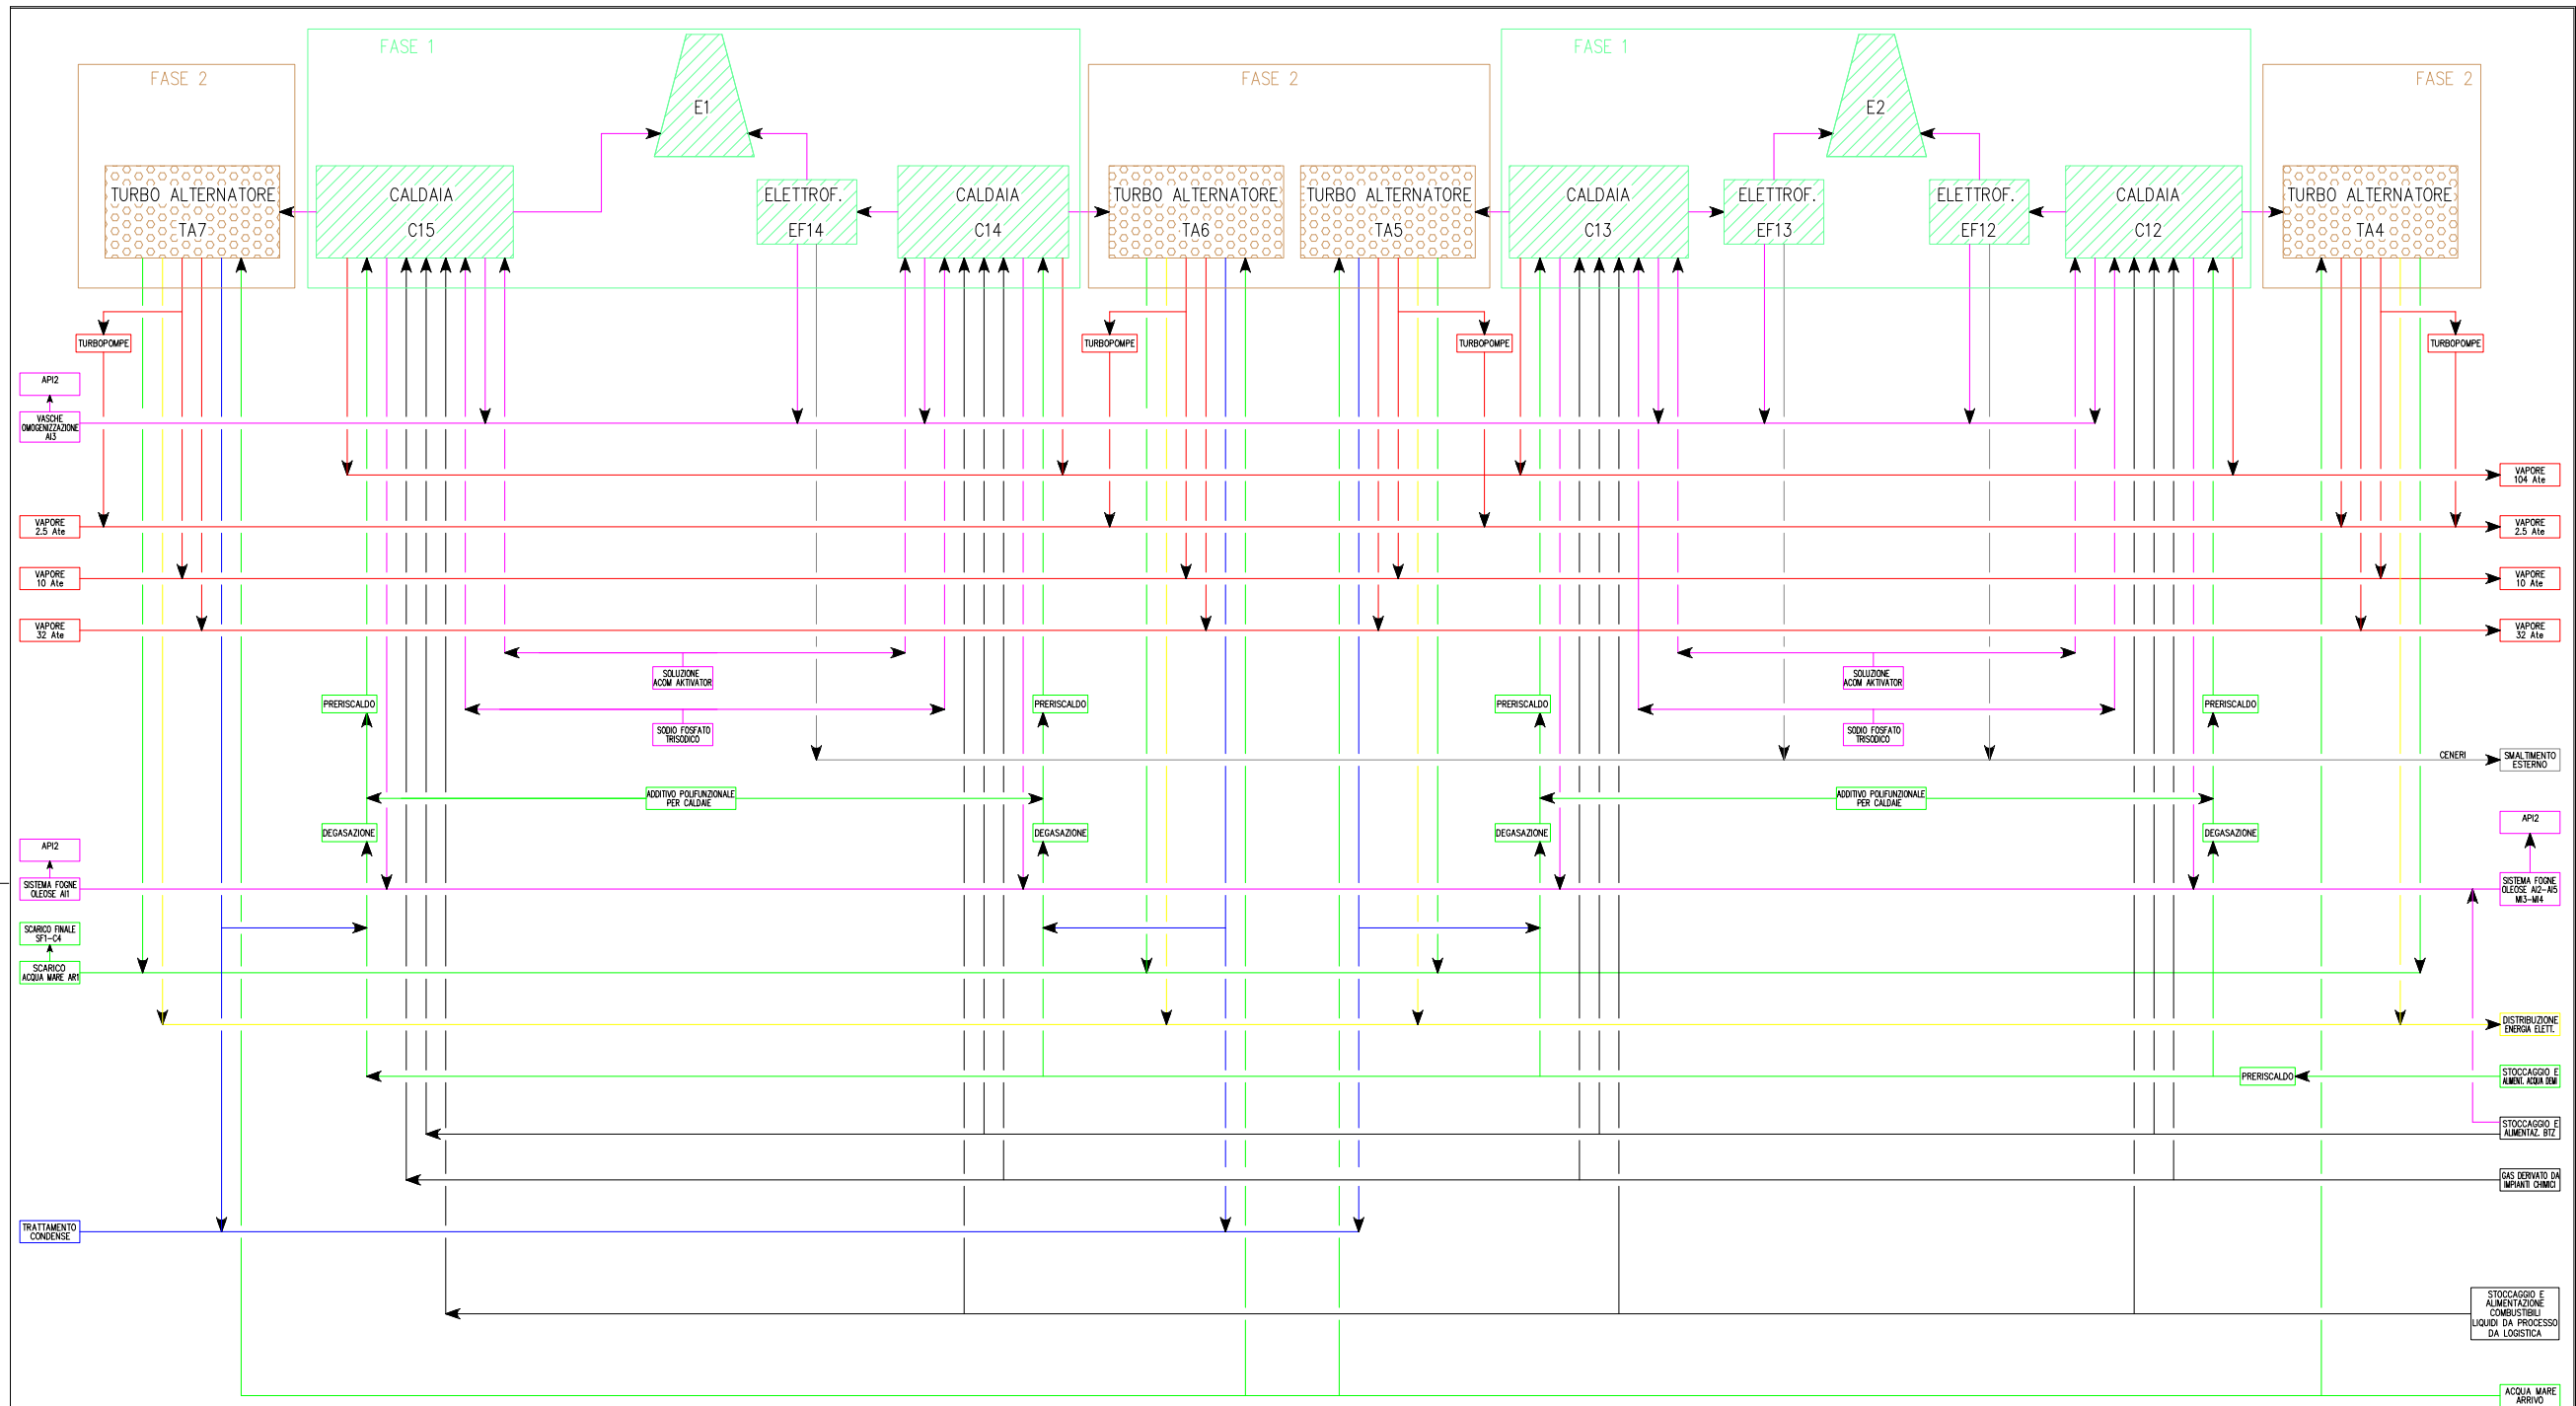 FASE 1
FASE 1
FASE 2
FASE 2
FASE 2
E1
E2
TURBO ALTERNATORE
TA7
CALDAIA
C15
ELETTROF.
EF14
CALDAIA
C14
TURBO ALTERNATORE
TA6
TURBO ALTERNATORE
TA5
CALDAIA
C13
ELETTROF.
EF13
ELETTROF.
EF12
CALDAIA
C12
TURBO ALTERNATORE
TA4
TURBOPOMPE
TURBOPOMPE
TURBOPOMPE
TURBOPOMPE
API2
VASCHE
OMOGENIZZAZIONE
AI3
VAPORE
104 Ate
VAPORE
2.5 Ate
VAPORE
2.5 Ate
VAPORE
10 Ate
VAPORE
10 Ate
VAPORE
32 Ate
VAPORE
32 Ate
SOLUZIONE
ACOM AKTIVATOR
SOLUZIONE
ACOM AKTIVATOR
PRERISCALDO
PRERISCALDO
PRERISCALDO
PRERISCALDO
SODIO FOSFATO
TRISODICO
SODIO FOSFATO
TRISODICO
CENERI
SMALTIMENTO
ESTERNO
ADDITIVO POLIFUNZIONALE
PER CALDAIE
ADDITIVO POLIFUNZIONALE
PER CALDAIE
DEGASAZIONE
DEGASAZIONE
DEGASAZIONE
DEGASAZIONE
API2
API2
SISTEMA FOGNE
OLEOSE AI1
SISTEMA FOGNE
OLEOSE AI2-AI5
MI3-MI4
SCARICO FINALE
SF1-C4
SCARICO
ACQUA MARE AR1
DISTRIBUZIONE
ENERGIA ELETT.
PRERISCALDO
STOCCAGGIO E
ALIMENT. ACQUA DEMI
STOCCAGGIO E
ALIMENTAZ. BTZ
GAS DERIVATO DA
IMPIANTI CHIMICI
TRATTAMENTO
CONDENSE
STOCCAGGIO E
ALIMENTAZIONE
COMBUSTIBILI
LIQUIDI DA PROCESSO
DA LOGISTICA
ACQUA MARE
ARRIVO